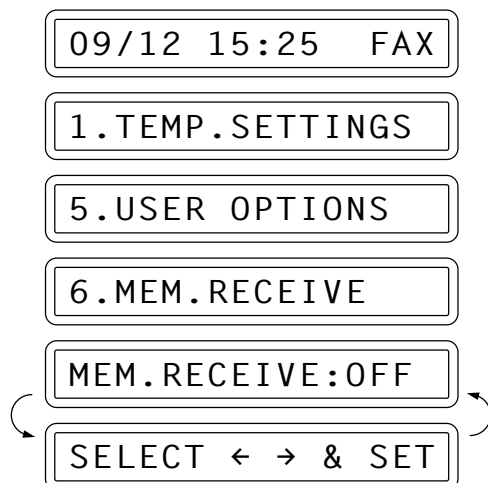 09/12 15:25 FAX
1.TEMP.SETTINGS
5.USER OPTIONS
6.MEM.RECEIVE
MEM.RECEIVE:OFF
SELECT ← → & SET